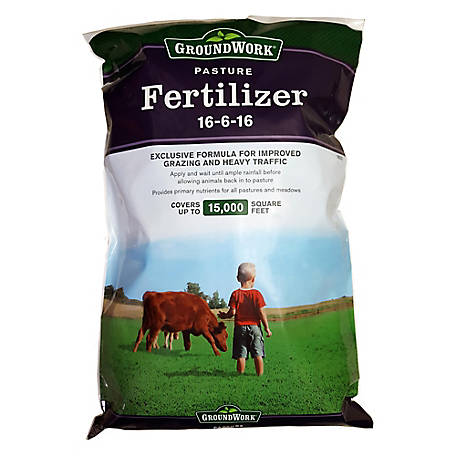 GROUNDWORK®
PASTURE
Fertilizer
16-6-16
EXCLUSIVE FORMULA FOR IMPROVED
GRAZING AND HEAVY TRAFFIC
Apply and wait until ample rainfall before
allowing animals back in to pasture
Provides primary nutrients for all pastures and meadows
COVERS UP TO 15,000 SQUARE FEET
GROUNDWORK®